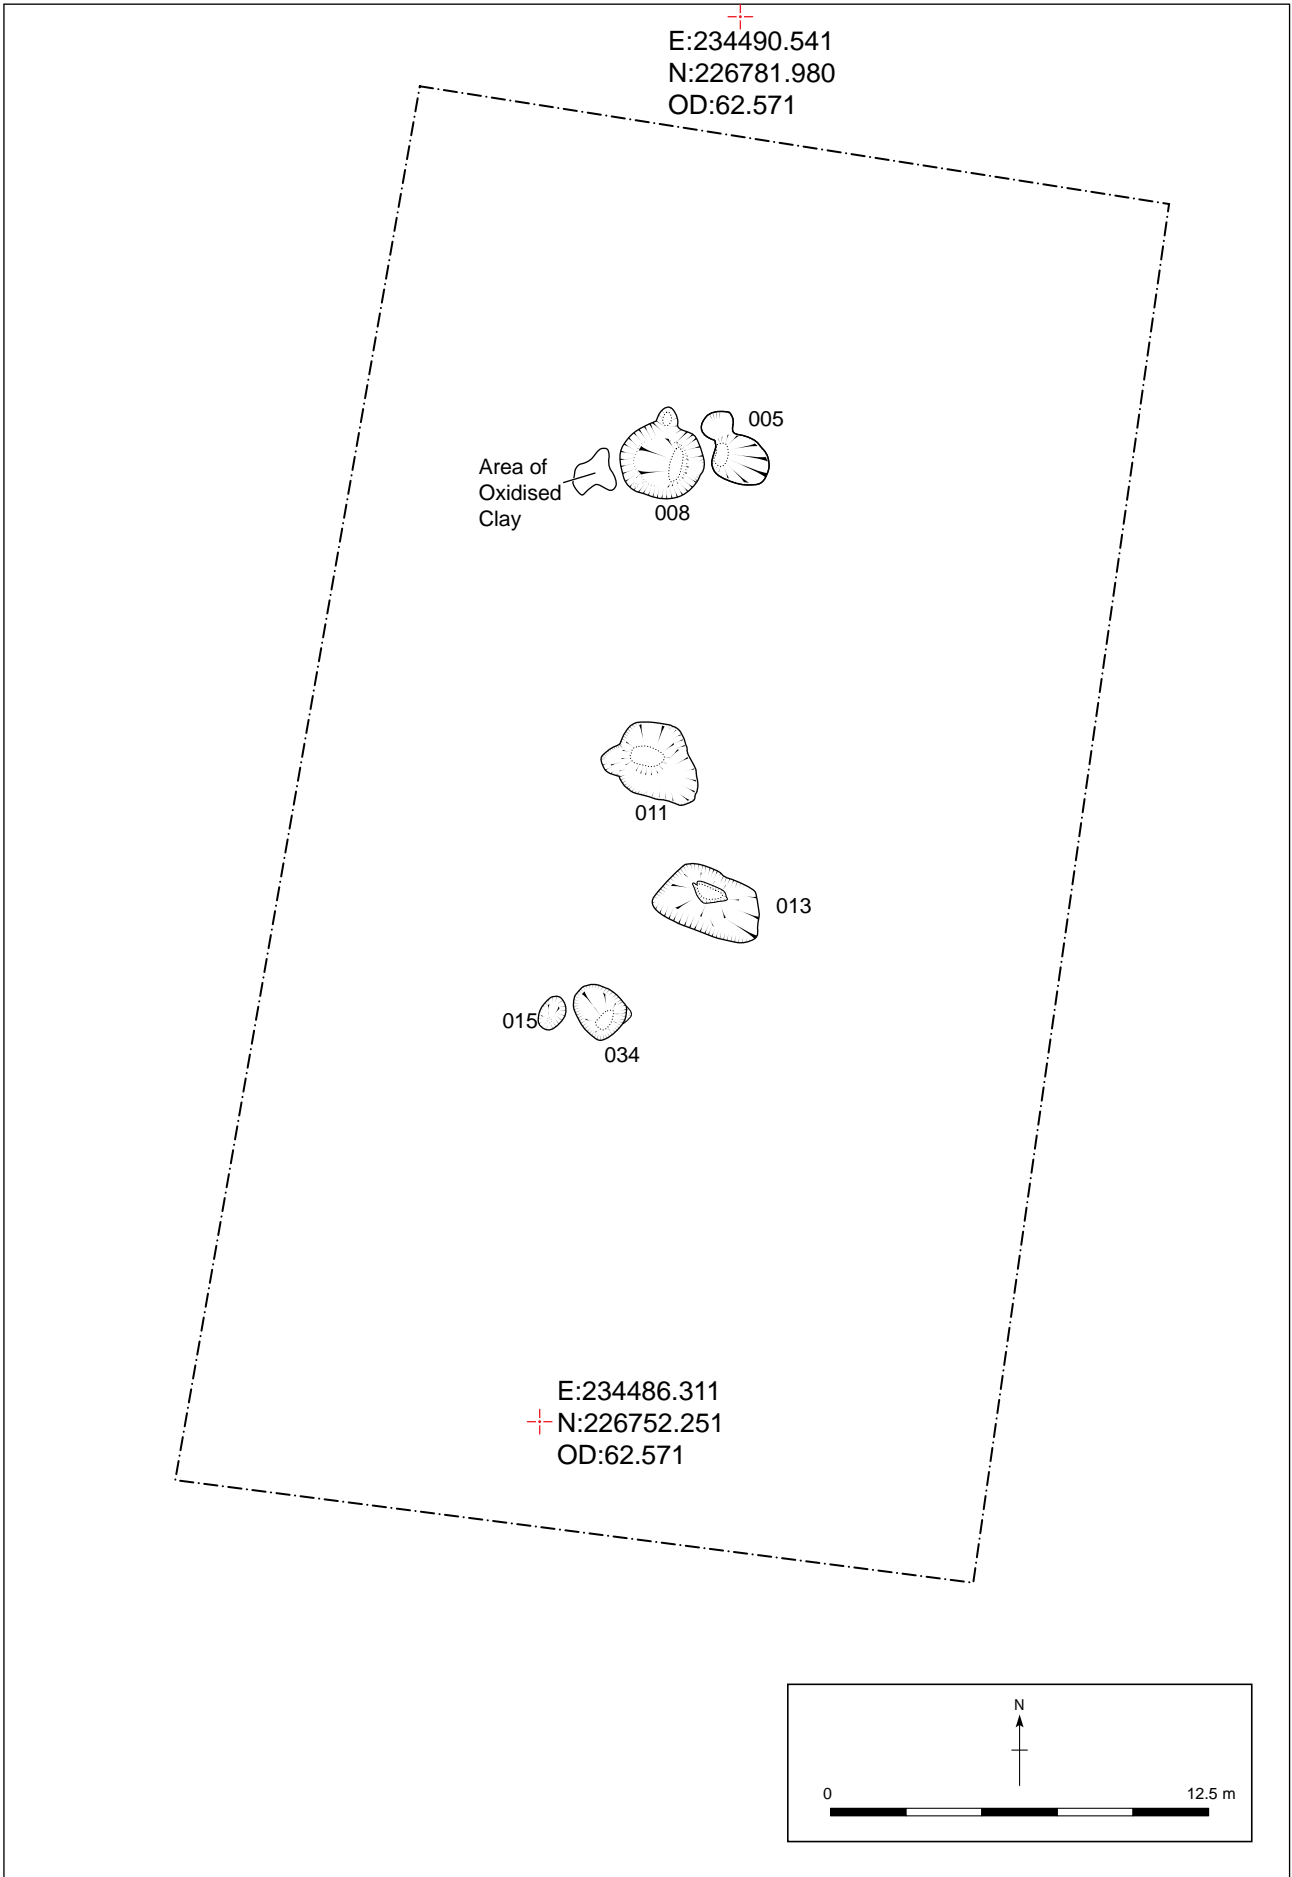 E:234490.541
N:226781.980
OD:62.571
005
Area of
Oxidised
Clay
008
011
013
015
034
E:234486.311
N:226752.251
OD:62.571
N
0 12.5 m